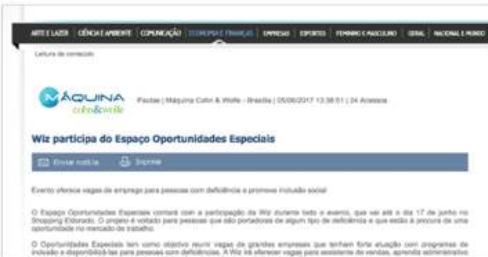 ARTE E LAZER | CIÊNCIA E AMBIENTE | COMUNICAÇÃO | ECONOMIA E FINANÇAS | EMPRESAS | ESPORTES | FEMININO E MASCULINO | GERAL | NACIONAL E MUNDO
Leitura de conteúdo
MÁQUINA
cohn&wolfe
Pautas | Máquina Cohn & Wolfe - Brasília | 05/06/2017 13:38:51 | 24 Acessos
Wiz participa do Espaço Oportunidades Especiais
Enviar notícia Imprimir
Evento oferece vagas de emprego para pessoas com deficiência e promove inclusão social
O Espaço Oportunidades Especiais contará com a participação da Wiz durante todo o evento, que vai até o dia 17 de junho no
Shopping Eldorado. O projeto é voltado para pessoas que são portadoras de algum tipo de deficiência e que estão à procura de uma
oportunidade no mercado de trabalho.
O Oportunidades Especiais tem como objetivo reunir vagas de grandes empresas que tenham forte atuação com programas de
inclusão e disponibilizá-las para pessoas com deficiências. A Wiz irá oferecer vagas para assistente de vendas, aprendiz administrativo